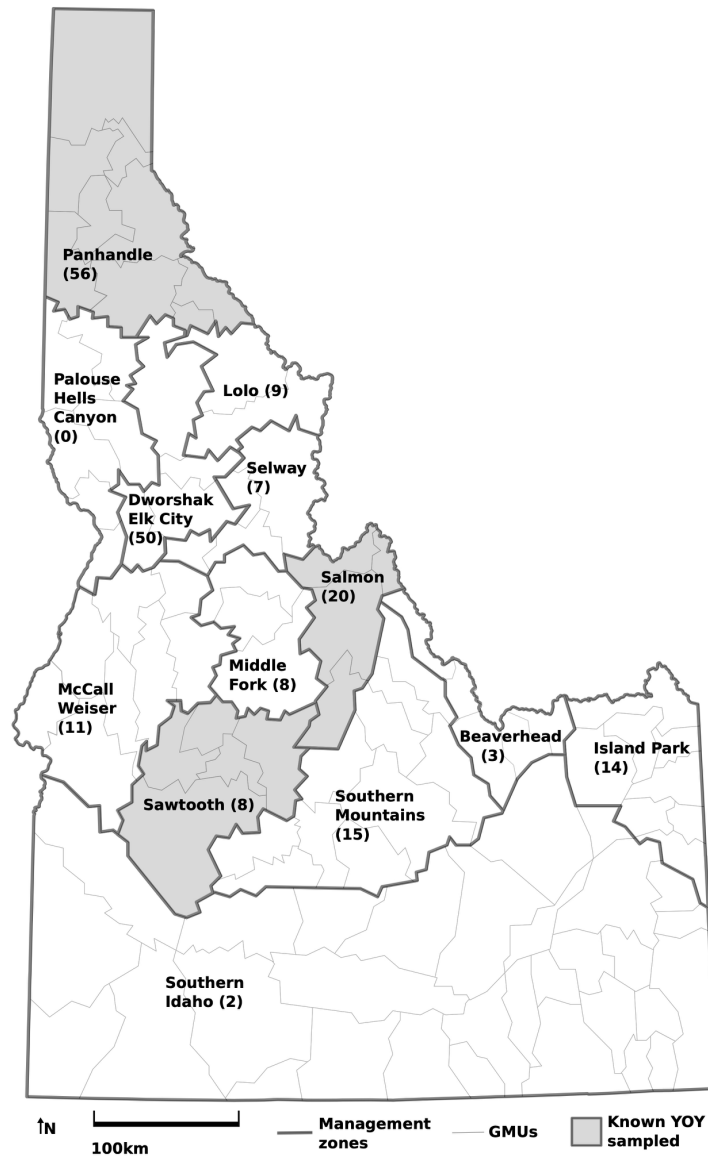 Panhandle
(56)
Palouse
Hells
Canyon
(0)
Lolo (9)
Selway
(7)
Dworshak
Elk City
(50)
Salmon
(20)
Middle
Fork (8)
McCall
Weiser
(11)
Beaverhead
(3)
Island Park
(14)
Sawtooth (8)
Southern
Mountains
(15)
Southern
Idaho (2)
↑N
100km
Management
zones
GMUs
Known YOY
sampled